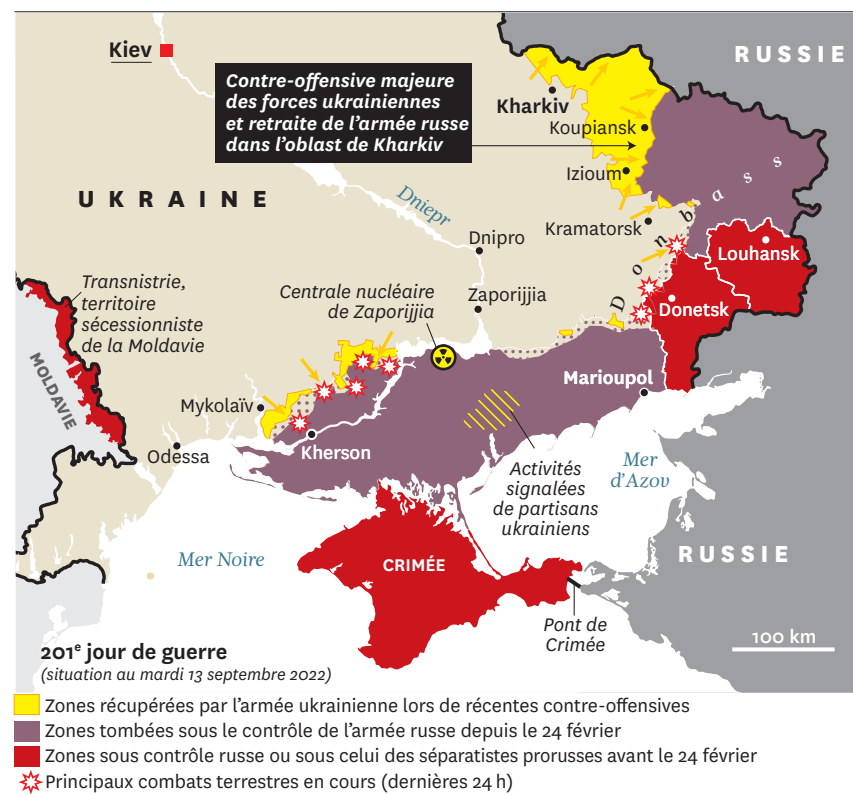 Kiev
RUSSIE
Contre-offensive majeure
des forces ukrainiennes
et retraite de l’armée russe
dans l’oblast de Kharkiv
Kharkiv
Koupiansk
Izioum
UKRAINE
Dniepr
Kramatorsk
Donbass
Dnipro
Louhansk
Transnistrie,
territoire
sécessionniste
de la Moldavie
Centrale nucléaire
de Zaporijjia
Zaporijjia
Donetsk
MOLDAVIE
Marioupol
Mykolaïv
Odessa
Kherson
Activités
signalées
de partisans
ukrainiens
Mer
d’Azov
Mer Noire
CRIMÉE
RUSSIE
Pont de
Crimée
100 km
201e jour de guerre
(situation au mardi 13 septembre 2022)
Zones récupérées par l’armée ukrainienne lors de récentes contre-offensives
Zones tombées sous le contrôle de l’armée russe depuis le 24 février
Zones sous contrôle russe ou sous celui des séparatistes prorusses avant le 24 février
Principaux combats terrestres en cours (dernières 24 h)